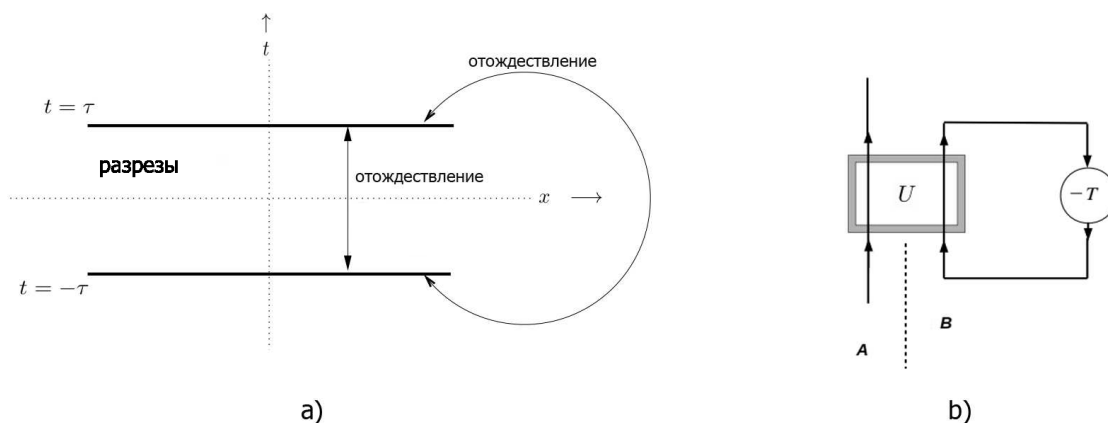 t
отождествление
t = τ
разрезы
отождествление
x
t = −τ
a)
U
−T
A
B
b)